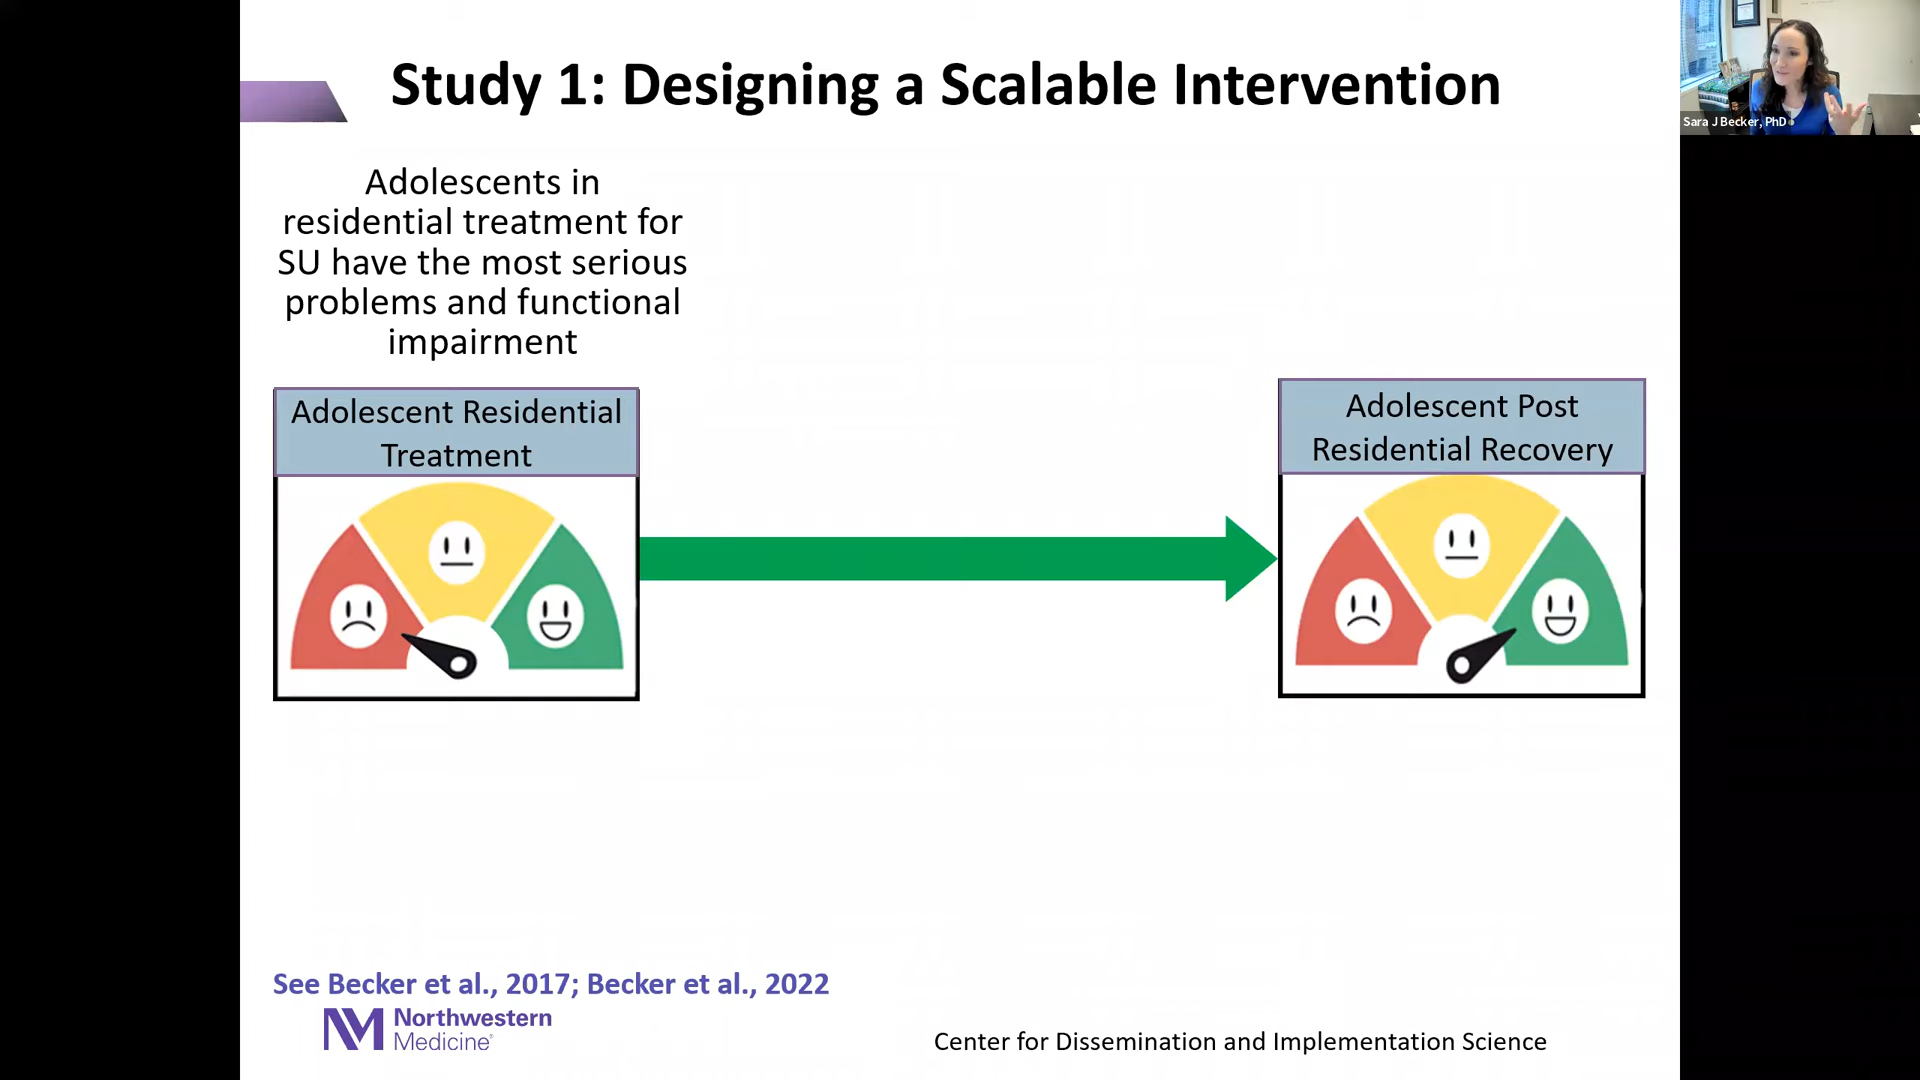 Study 1: Designing a Scalable Intervention
Sara J Becker, PhD
Adolescents in
residential treatment for
SU have the most serious
problems and functional
impairment
Adolescent Residential
Treatment
Adolescent Post
Residential Recovery
See Becker et al., 2017; Becker et al., 2022
Northwestern
Medicine®
Center for Dissemination and Implementation Science